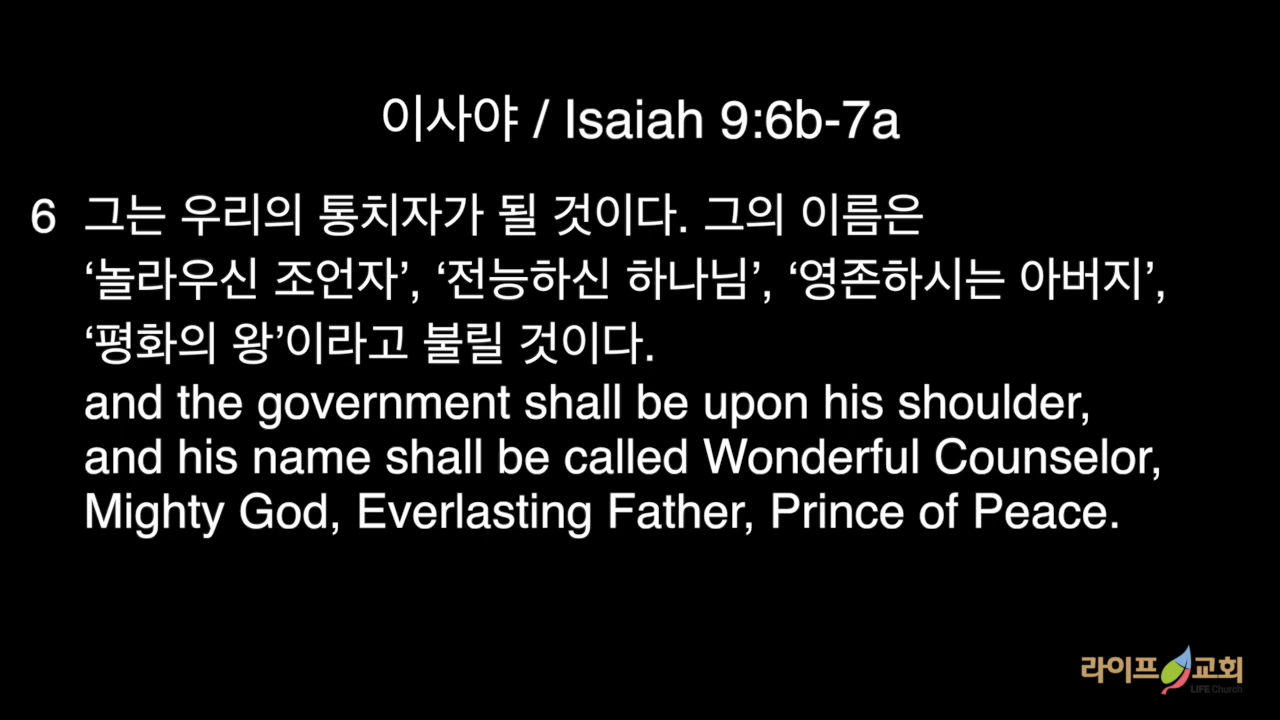 이사야 / Isaiah 9:6b-7a
6 그는 우리의 통치자가 될 것이다. 그의 이름은
‘놀라우신 조언자’, ‘전능하신 하나님’, ‘영존하시는 아버지’,
‘평화의 왕’이라고 불릴 것이다.
and the government shall be upon his shoulder,
and his name shall be called Wonderful Counselor,
Mighty God, Everlasting Father, Prince of Peace.
라이프교회
LIFE Church